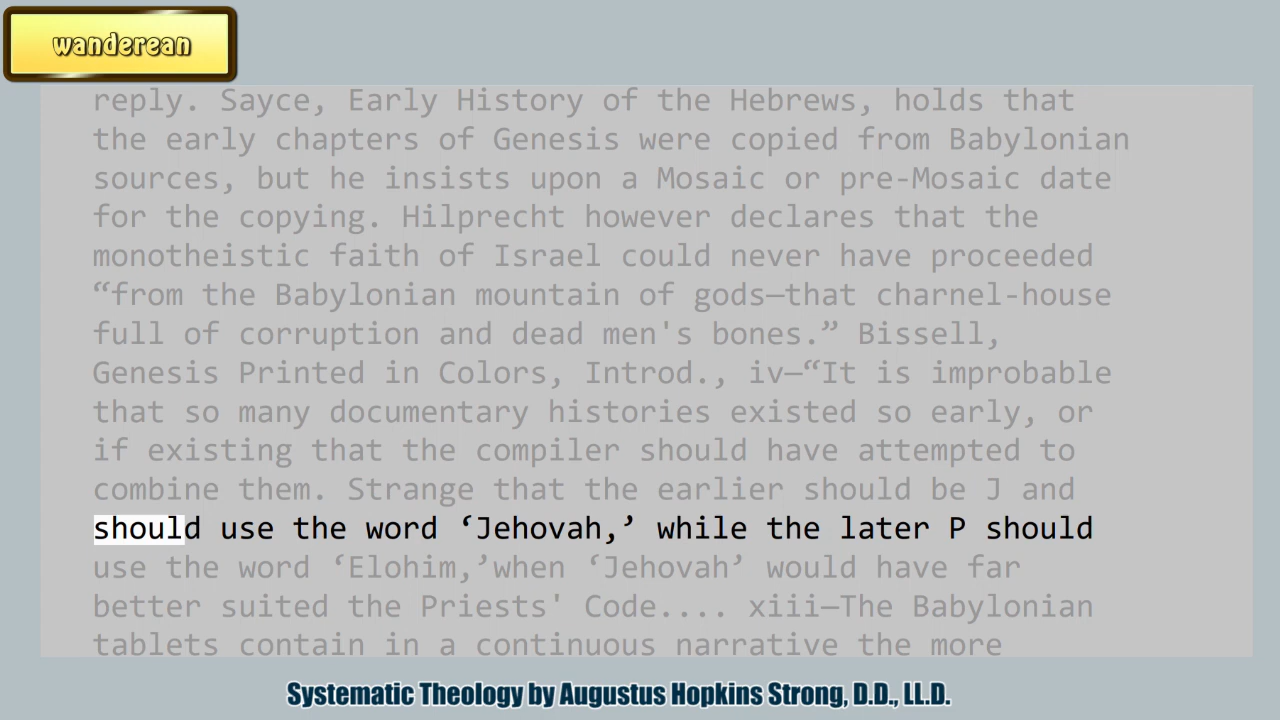 wanderean
reply. Sayce, Early History of the Hebrews, holds that
the early chapters of Genesis were copied from Babylonian
sources, but he insists upon a Mosaic or pre-Mosaic date
for the copying. Hilprecht however declares that the
monotheistic faith of Israel could never have proceeded
“from the Babylonian mountain of gods—that charnel-house
full of corruption and dead men's bones.” Bissell,
Genesis Printed in Colors, Introd., iv—“It is improbable
that so many documentary histories existed so early, or
if existing that the compiler should have attempted to
combine them. Strange that the earlier should be J and
should use the word ‘Jehovah,’ while the later P should
use the word ‘Elohim,’when ‘Jehovah’ would have far
better suited the Priests' Code.... xiii—The Babylonian
tablets contain in a continuous narrative the more
Systematic Theology by Augustus Hopkins Strong, D.D., LL.D.